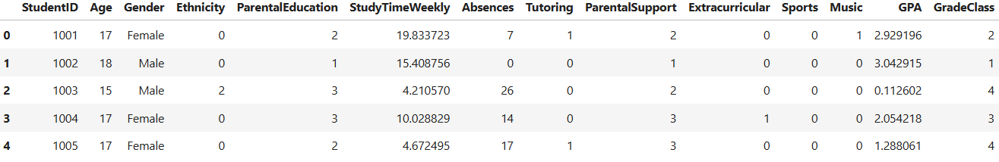 StudentID Age Gender Ethnicity ParentalEducation StudyTimeWeekly Absences Tutoring ParentalSupport Extracurricular Sports Music GPA GradeClass
0 1001 17 Female 0 2 19.833723 7 1 2 0 0 1 2.929196 2
1 1002 18 Male 0 1 15.408756 0 0 1 0 0 0 3.042915 1
2 1003 15 Male 2 3 4.210570 26 0 2 0 0 0 0.112602 4
3 1004 17 Female 0 3 10.028829 14 0 3 1 0 0 2.054218 3
4 1005 17 Female 0 2 4.672495 17 1 3 0 0 0 1.288061 4